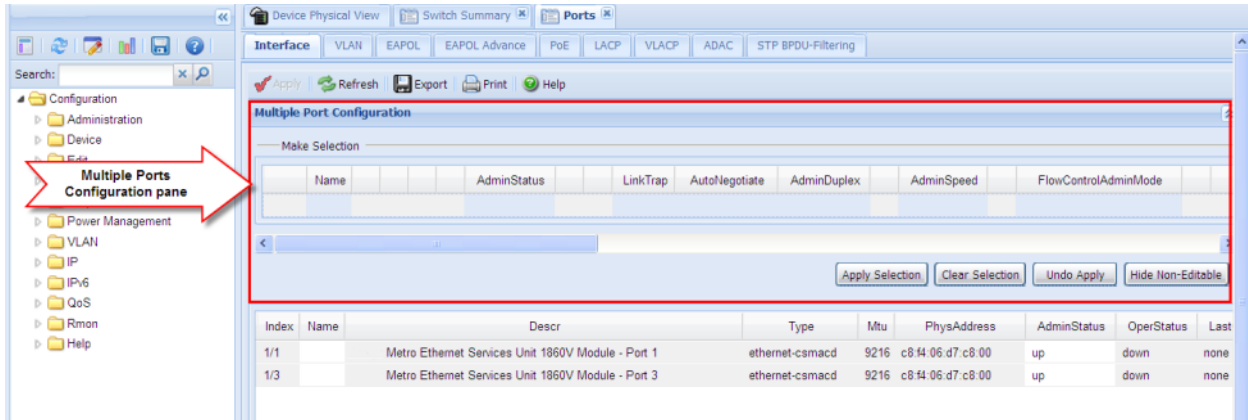 Device Physical View
Switch Summary
Ports
Interface
VLAN
EAPOL
EAPOL Advance
PoE
LACP
VLACP
ADAC
STP BPDU-Filtering
Search:
Apply
Refresh
Export
Print
Help
Configuration
Administration
Device
Edit
Power Management
VLAN
IP
IPv6
QoS
Rmon
Help
Multiple Ports
Configuration pane
Multiple Port Configuration
Make Selection
Name AdminStatus LinkTrap AutoNegotiate AdminDuplex AdminSpeed FlowControlAdminMode
Apply Selection
Clear Selection
Undo Apply
Hide Non-Editable
Index Name Descr Type Mtu PhysAddress AdminStatus OperStatus Last
1/1 Metro Ethernet Services Unit 1860V Module - Port 1 ethernet-csmacd 9216 c8:f4:06:d7:c8:00 up down none
1/3 Metro Ethernet Services Unit 1860V Module - Port 3 ethernet-csmacd 9216 c8:f4:06:d7:c8:00 up down none